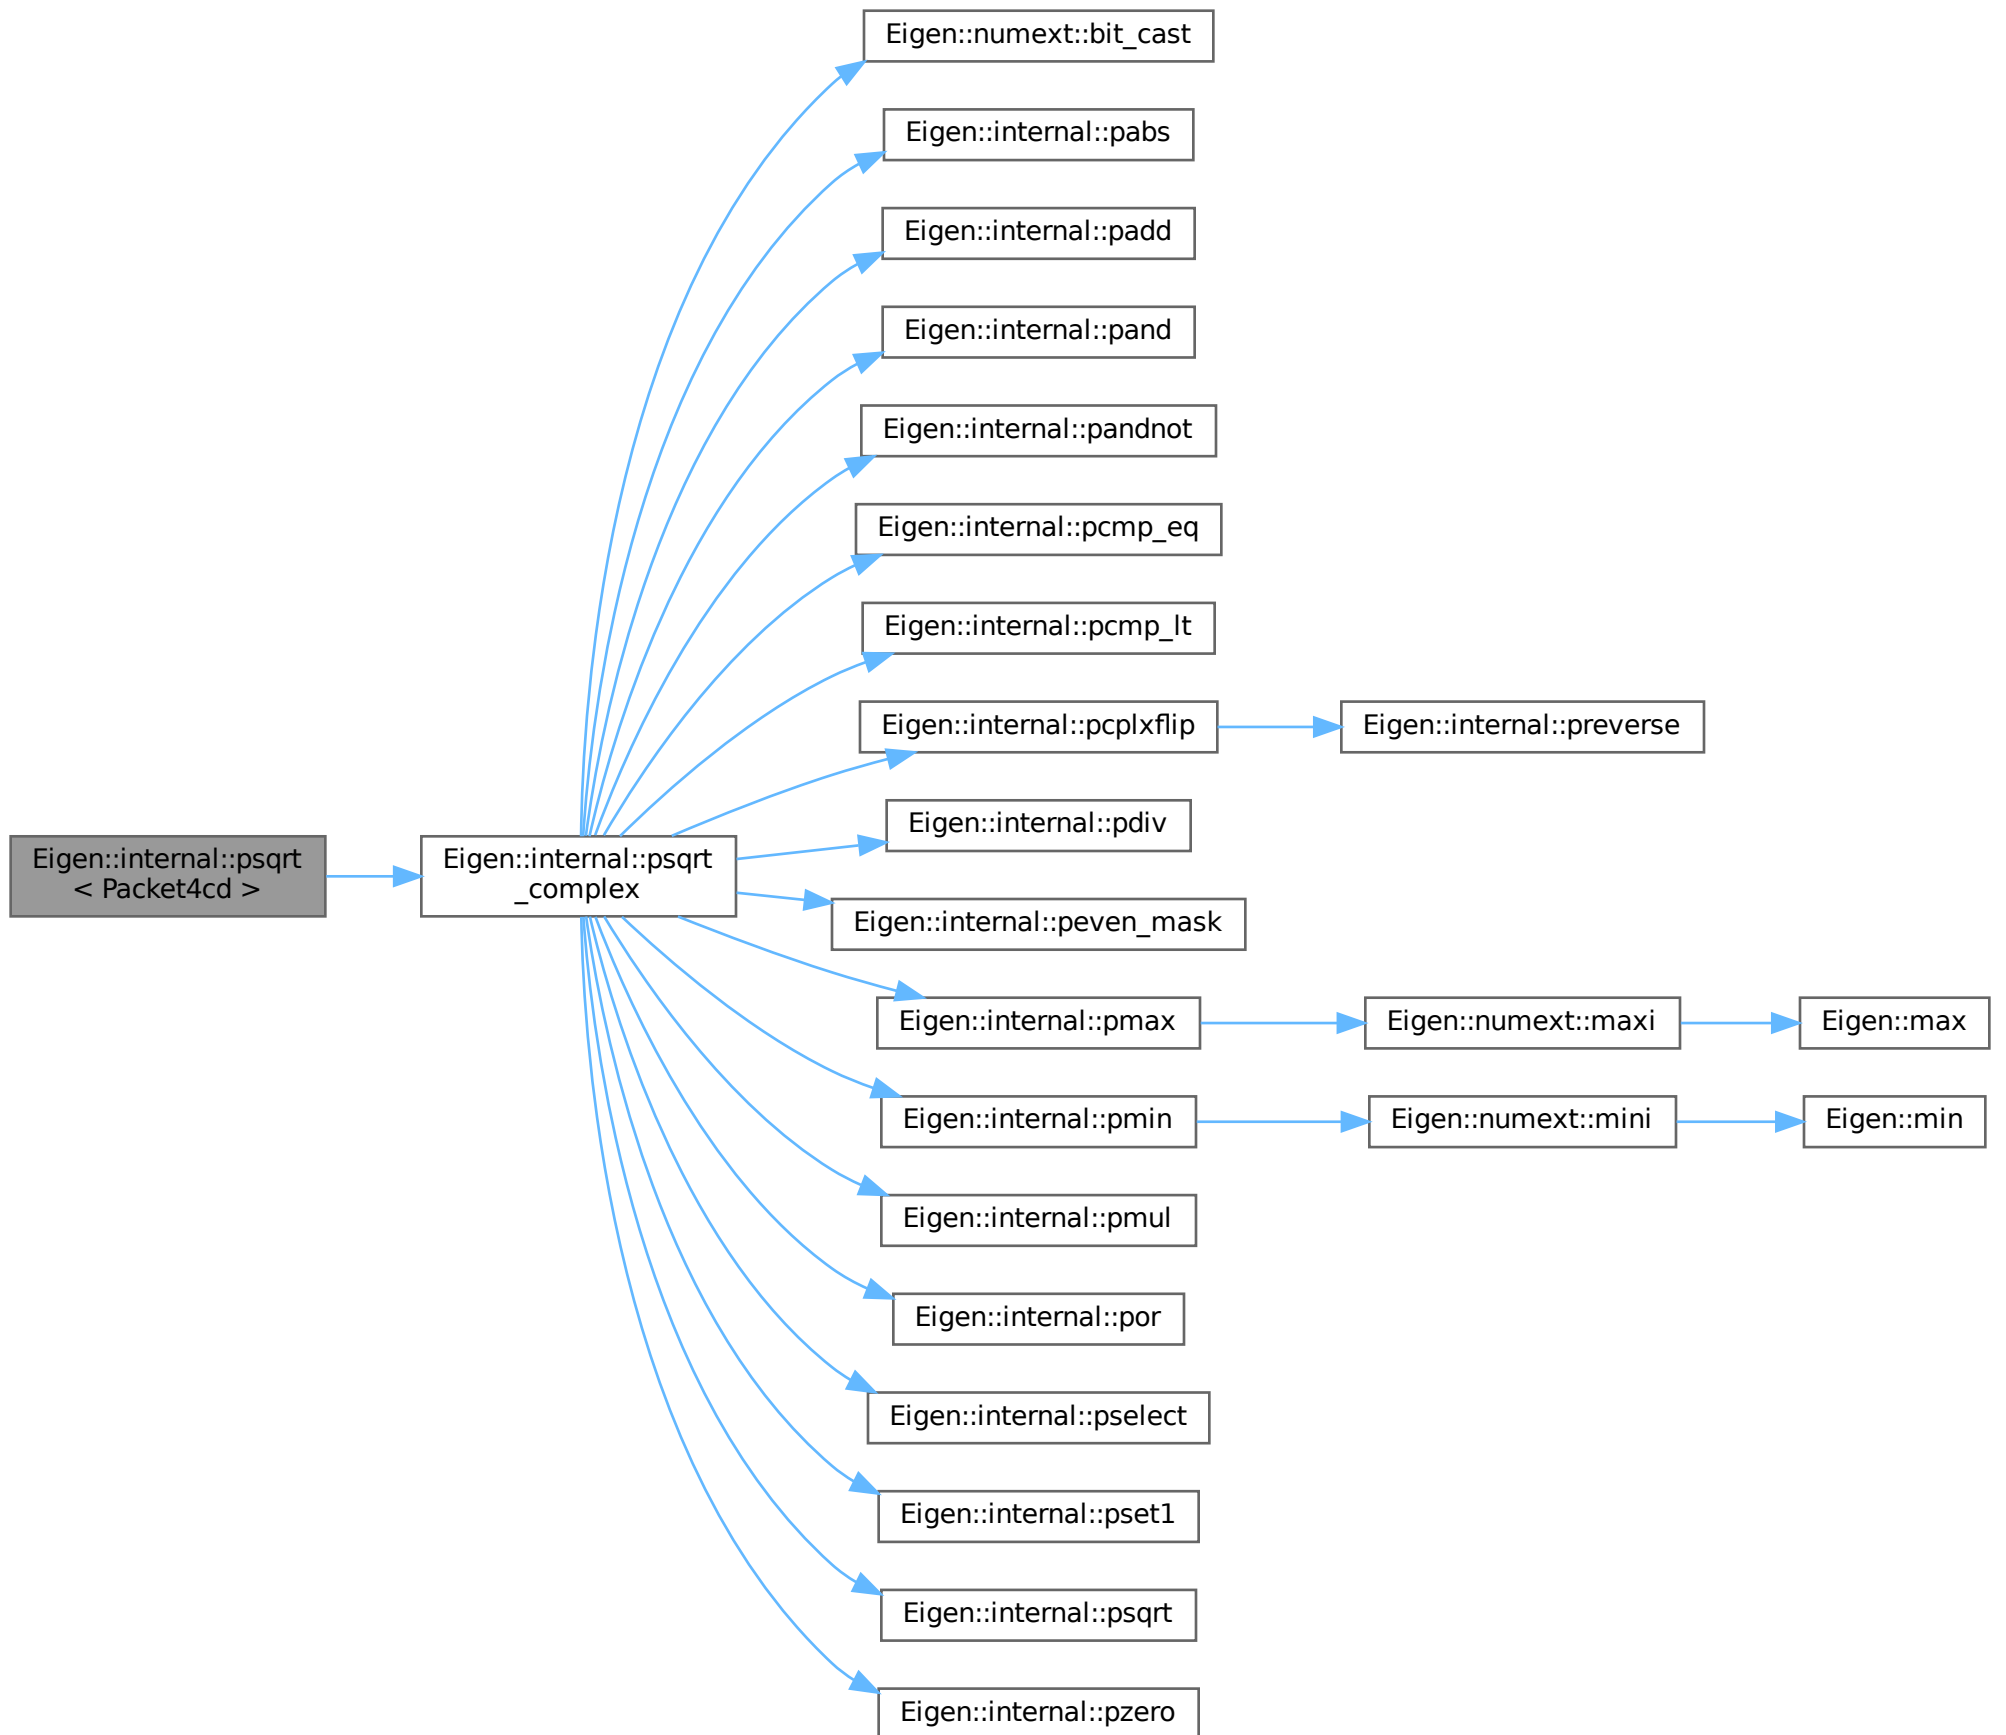 Eigen::numext::bit_cast
Eigen::internal::pabs
Eigen::internal::padd
Eigen::internal::pand
Eigen::internal::pandnot
Eigen::internal::pcmp_eq
Eigen::internal::pcmp_lt
Eigen::internal::pcplxflip
Eigen::internal::preverse
Eigen::internal::pdiv
Eigen::internal::psqrt
< Packet4cd >
Eigen::internal::psqrt
_complex
Eigen::internal::peven_mask
Eigen::internal::pmax
Eigen::numext::maxi
Eigen::max
Eigen::internal::pmin
Eigen::numext::mini
Eigen::min
Eigen::internal::pmul
Eigen::internal::por
Eigen::internal::pselect
Eigen::internal::pset1
Eigen::internal::psqrt
Eigen::internal::pzero